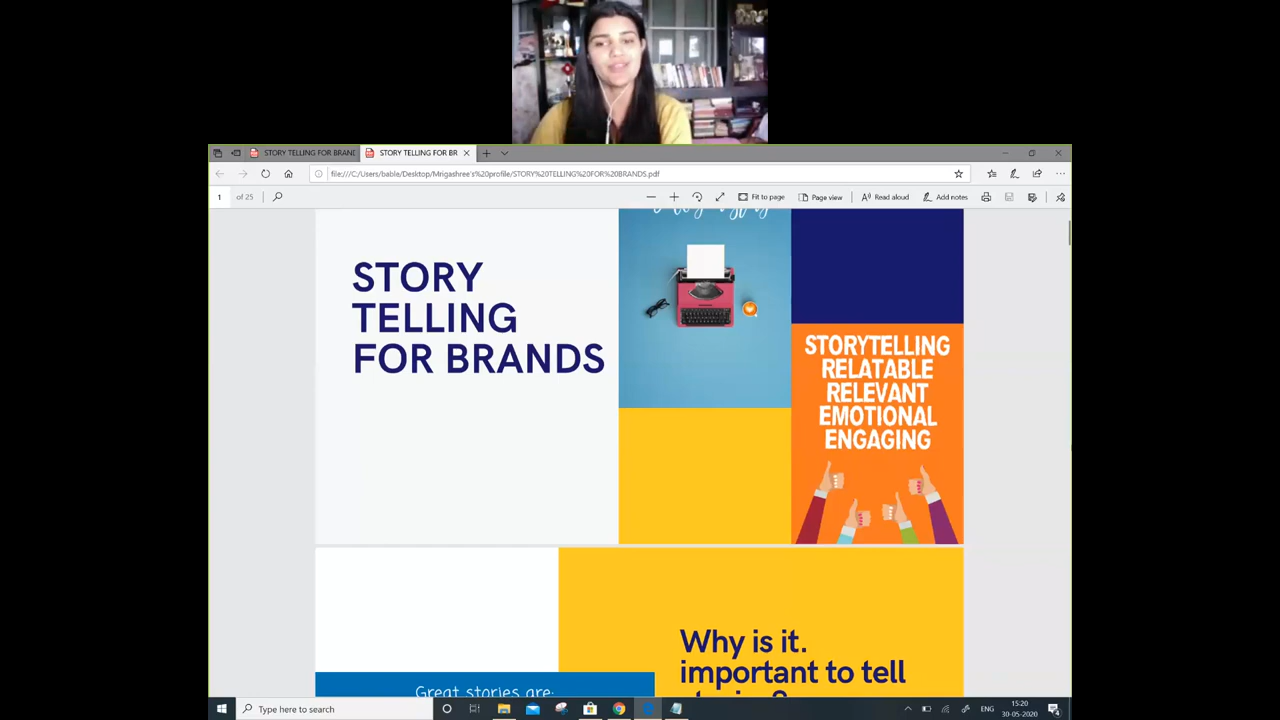 STORY TELLING FOR BRAND
STORY TELLING FOR BR
file:///C:/Users/bable/Desktop/Mrigashree's%20profile/STORY%20TELLING%20FOR%20BRANDS.pdf
1 of 25
Fit to page
Page view
Read aloud
Add notes
STORY
TELLING
FOR BRANDS
STORYTELLING
RELATABLE
RELEVANT
EMOTIONAL
ENGAGING
Why is it.
important to tell
Great stories are:
Type here to search
ENG
15:20
30-05-2020
4